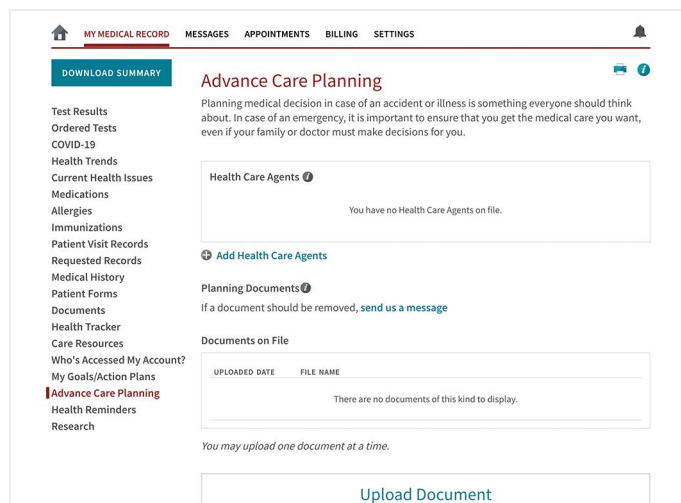 MY MEDICAL RECORD MESSAGES APPOINTMENTS BILLING SETTINGS
DOWNLOAD SUMMARY
Test Results
Ordered Tests
COVID-19
Health Trends
Current Health Issues
Medications
Allergies
Immunizations
Patient Visit Records
Requested Records
Medical History
Patient Forms
Documents
Health Tracker
Care Resources
Who's Accessed My Account?
My Goals/Action Plans
Advance Care Planning
Health Reminders
Research
Advance Care Planning
Planning medical decision in case of an accident or illness is something everyone should think
about. In case of an emergency, it is important to ensure that you get the medical care you want,
even if your family or doctor must make decisions for you.
Health Care Agents i
You have no Health Care Agents on file.
Add Health Care Agents
Planning Documents i
If a document should be removed, send us a message
Documents on File
UPLOADED DATE FILE NAME
There are no documents of this kind to display.
You may upload one document at a time.
Upload Document